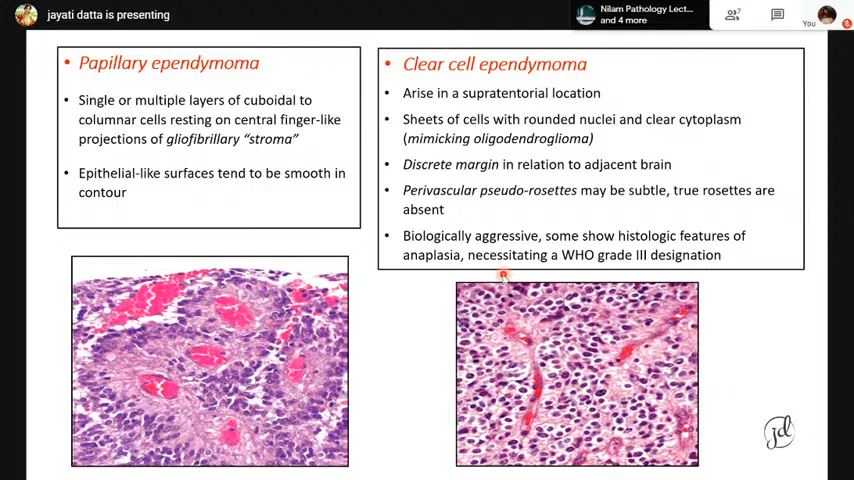 jayati datta is presenting
Nilam Pathology Lect...
and 4 more
7
You
• Papillary ependymoma
• Single or multiple layers of cuboidal to
columnar cells resting on central finger-like
projections of gliofibrillary “stroma”
• Epithelial-like surfaces tend to be smooth in
contour
• Clear cell ependymoma
• Arise in a supratentorial location
• Sheets of cells with rounded nuclei and clear cytoplasm
(mimicking oligodendroglioma)
• Discrete margin in relation to adjacent brain
• Perivascular pseudo-rosettes may be subtle, true rosettes are
absent
• Biologically aggressive, some show histologic features of
anaplasia, necessitating a WHO grade III designation
jd